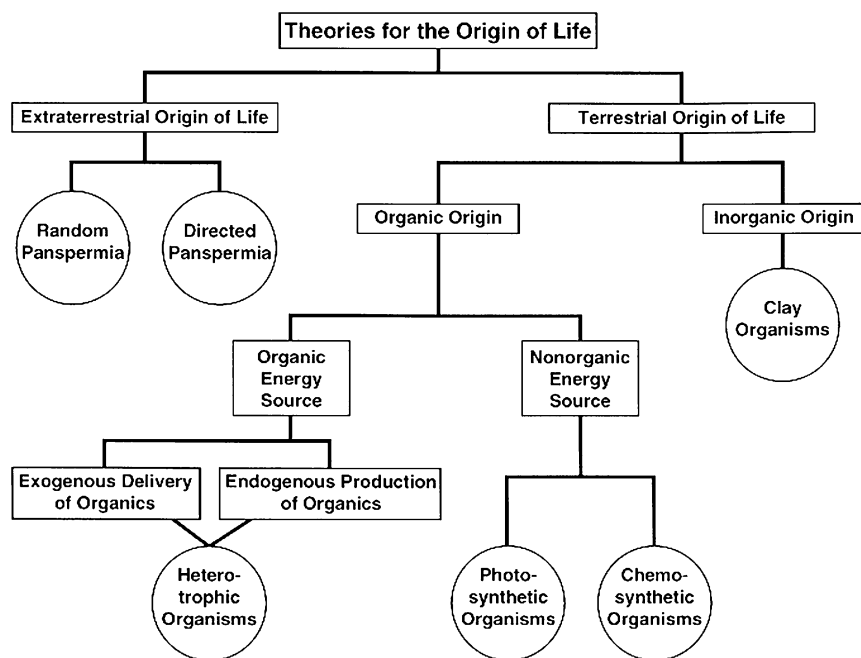 Theories for the Origin of Life
Extraterrestrial Origin of Life
Terrestrial Origin of Life
Random
Panspermia
Directed
Panspermia
Organic Origin
Inorganic Origin
Clay
Organisms
Organic
Energy
Source
Nonorganic
Energy
Source
Exogenous Delivery
of Organics
Endogenous Production
of Organics
Hetero-
trophic
Organisms
Photo-
synthetic
Organisms
Chemo-
synthetic
Organisms